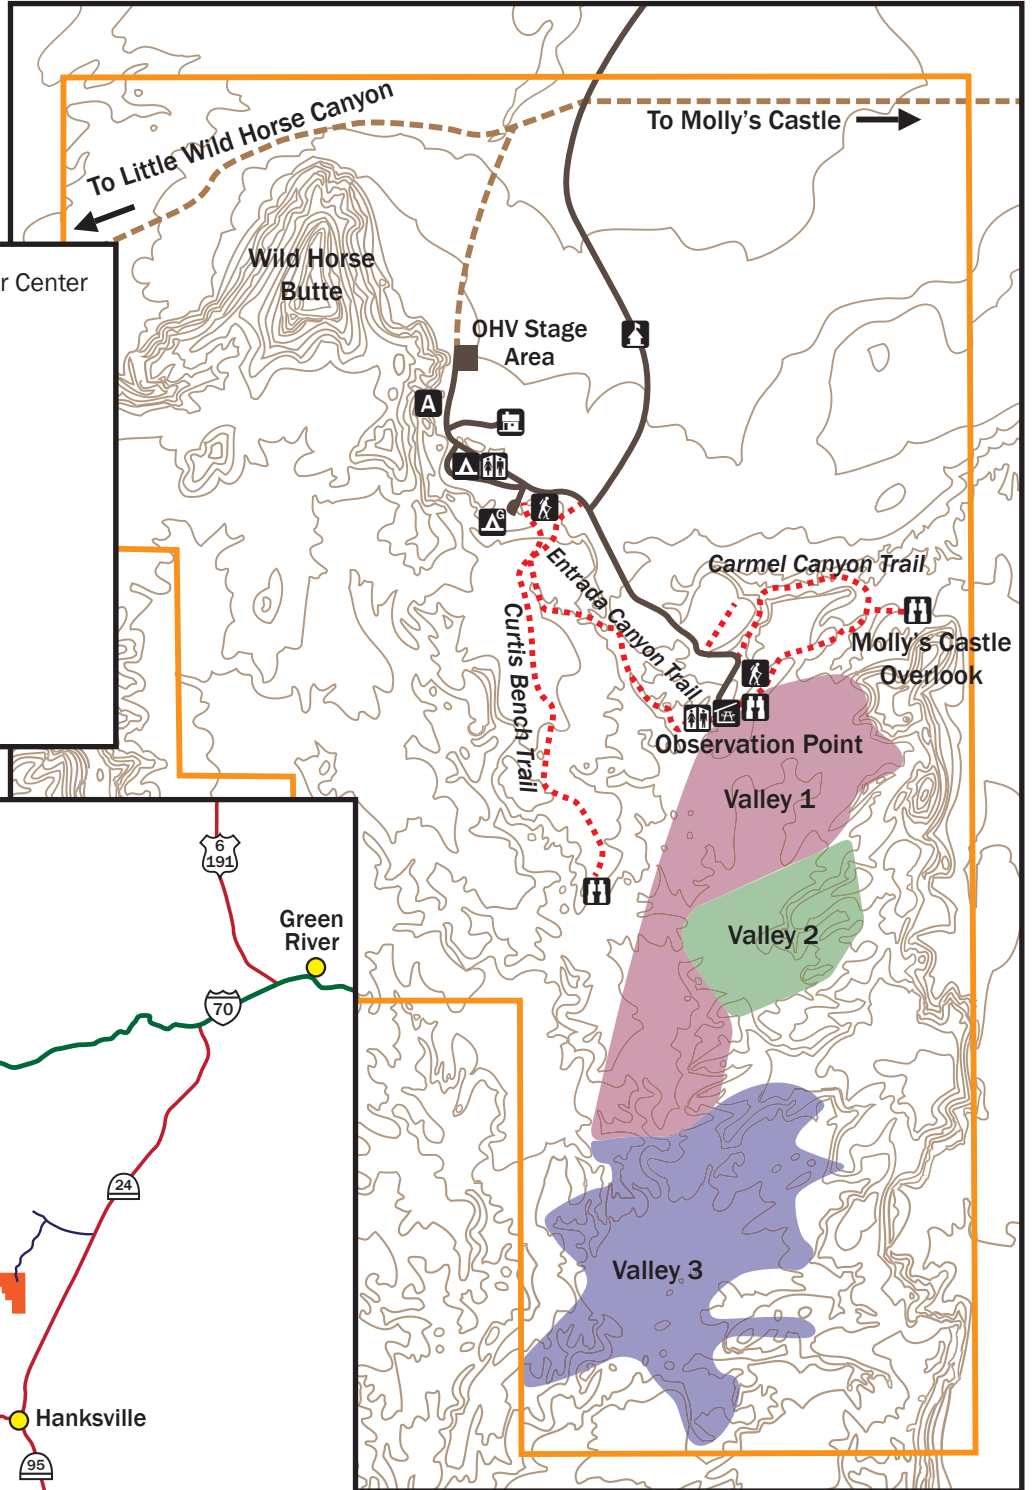 To Little Wild Horse Canyon
To Molly's Castle
r Center
Wild Horse
Butte
OHV Stage
Area
A
G
Entrada Canyon Trail
Carmel Canyon Trail
Curtis Bench Trail
Molly's Castle
Overlook
Observation Point
Valley 1
Valley 2
Valley 3
6
191
Green
River
70
24
Hanksville
95